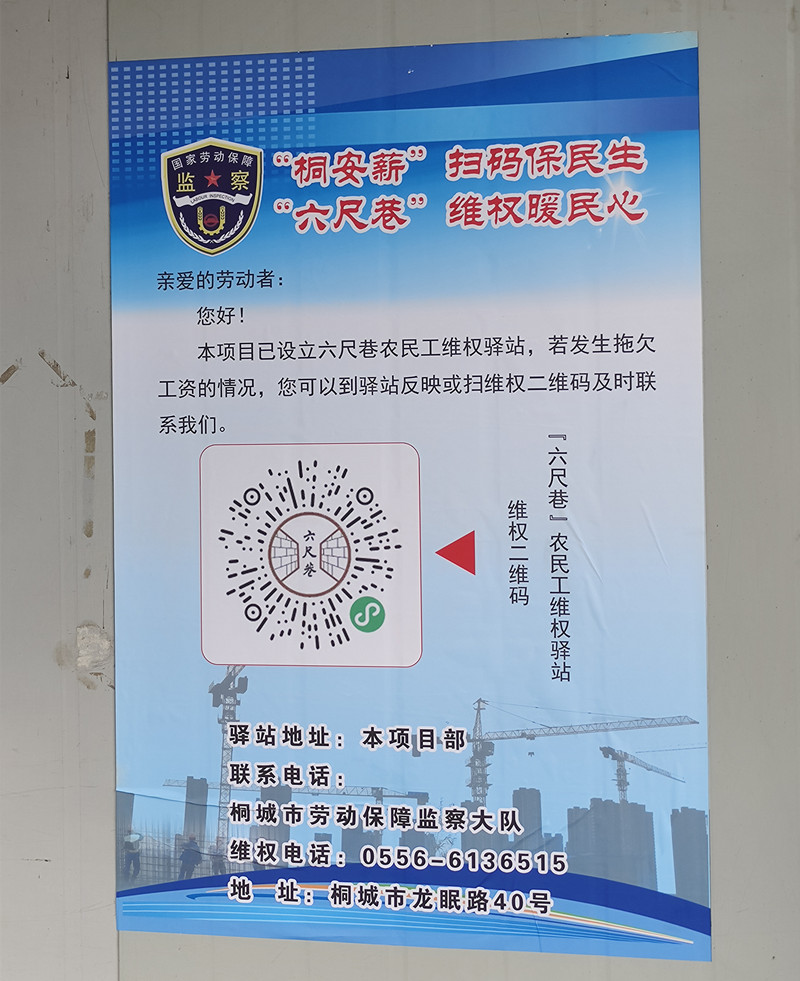 国家劳动保障
监察
LABOUR INSPECTION
“桐安薪” 扫码保民生
“六尺巷” 维权暖民心
亲爱的劳动者：
您好！
本项目已设立六尺巷农民工维权驿站，若发生拖欠
工资的情况，您可以到驿站反映或扫维权二维码及时联
系我们。
六尺巷
『六尺巷』农民工维权驿站
维权二维码
驿站地址：本项目部
联系电话：
桐城市劳动保障监察大队
维权电话：0556-6136515
地 址：桐城市龙眠路40号